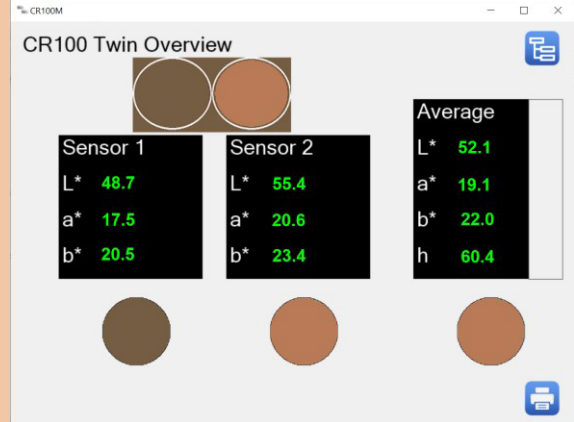 CR100M
CR100 Twin Overview
Sensor 1
L* 48.7
a* 17.5
b* 20.5
Sensor 2
L* 55.4
a* 20.6
b* 23.4
Average
L* 52.1
a* 19.1
b* 22.0
h 60.4